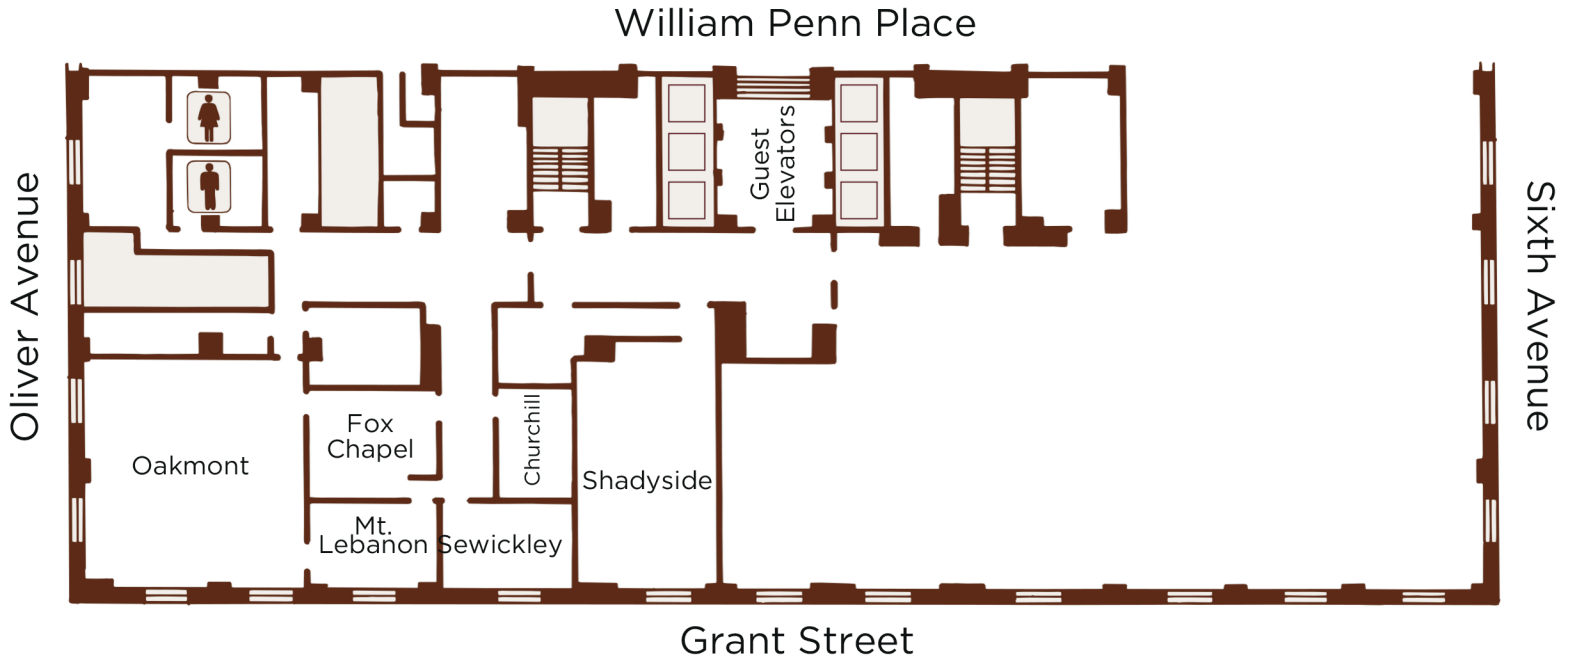 William Penn Place
Guest
Elevators
Oliver Avenue
Sixth Avenue
Fox
Chapel
Churchill
Oakmont
Shadyside
Mt.
Lebanon
Sewickley
Grant Street